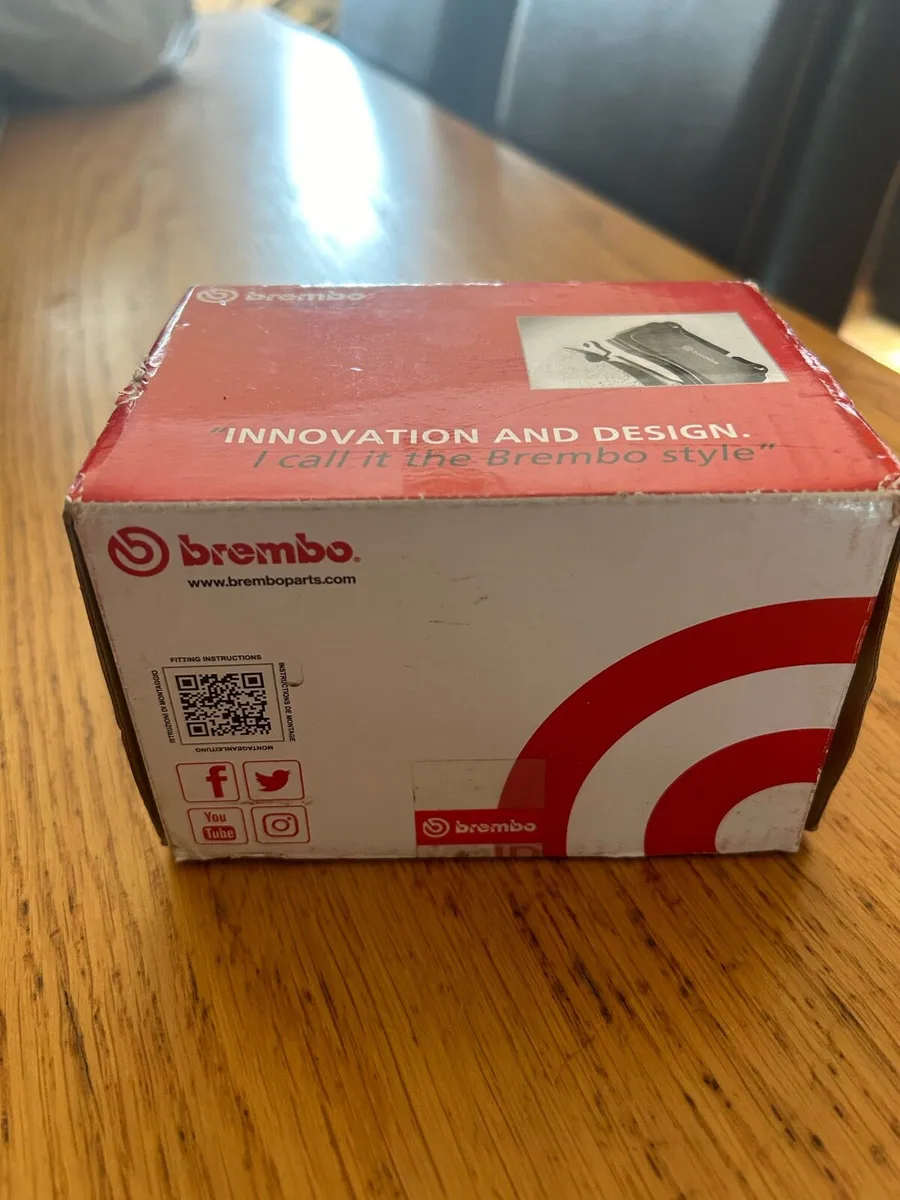 brembo
brembo
"INNOVATION AND DESIGN.
I call it the Brembo style"
brembo.
www.bremboparts.com
FITTING INSTRUCTIONS
ISTRUZIONI DI MONTAGGIO
INSTRUCTIONS DE MONTAGE
MONTAGEANLEITUNG
f
You
Tube
brembo